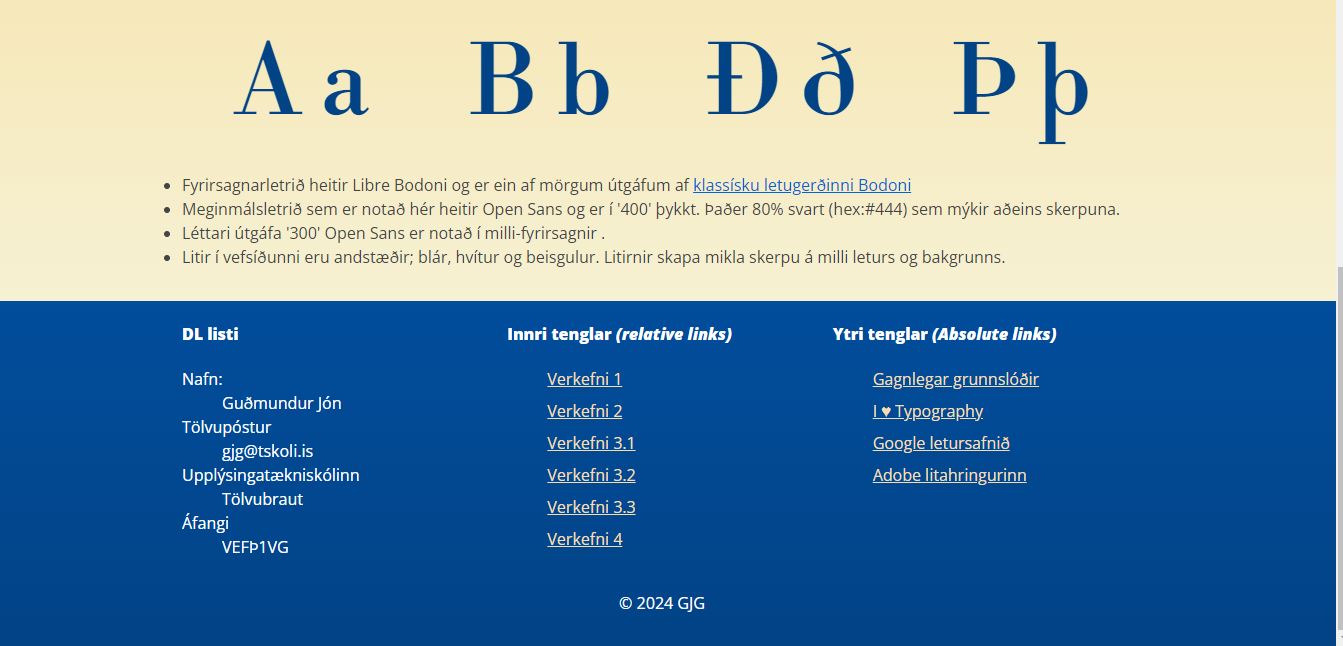 Aa Bb Ðð Þþ
Fyrirsagnarletrið heitir Libre Bodoni og er ein af mörgum útgáfum af klassísku letugerðinni Bodoni
Meginmálsletrið sem er notað hér heitir Open Sans og er í '400' þykkt. Þaðer 80% svart (hex:#444) sem mýkir aðeins skerpuna.
Léttari útgáfa '300' Open Sans er notað í milli-fyrirsagnir .
Litir í vefsíðunni eru andstæðir; blár, hvítur og beisgulur. Litirnir skapa mikla skerpu á milli leturs og bakgrunns.
DL listi
Nafn:
Guðmundur Jón
Tölvupóstur
gjg@tskoli.is
Upplýsingatækniskólinn
Tölvubraut
Áfangi
VEFÞ1VG
Innri tenglar (relative links)
Verkefni 1
Verkefni 2
Verkefni 3.1
Verkefni 3.2
Verkefni 3.3
Verkefni 4
Ytri tenglar (Absolute links)
Gagnlegar grunnslóðir
I ♥ Typography
Google letursafnið
Adobe litahringurinn
© 2024 GJG